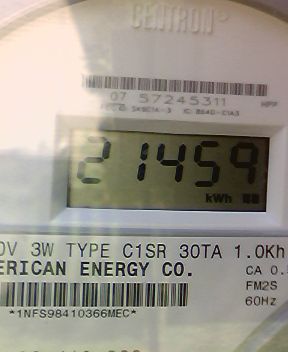 CENTRON®
07 57245311
21459
kWh
0V 3W TYPE C1SR 30TA 1.0Kh
ERICAN ENERGY CO.
CA 0.
FM2S
60Hz
*1NFS98410366MEC*